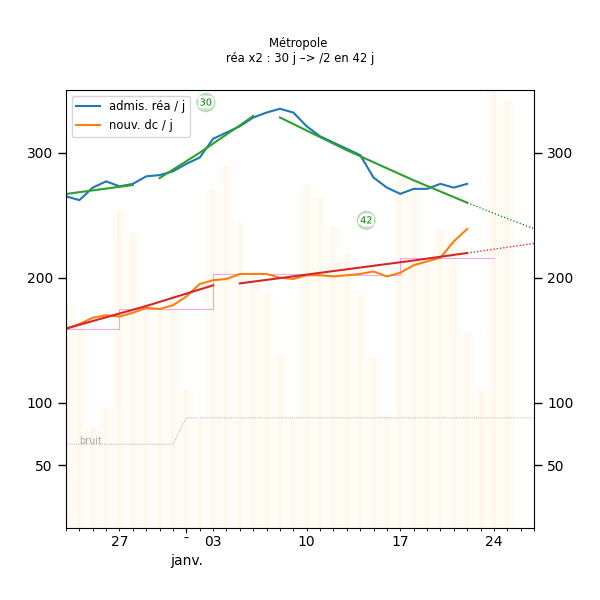 Métropole
réa x2 : 30 j –> /2 en 42 j
admis. réa / j
nouv. dc / j
30
42
bruit
300
200
100
50
300
200
100
50
27
-
03
10
17
24
janv.